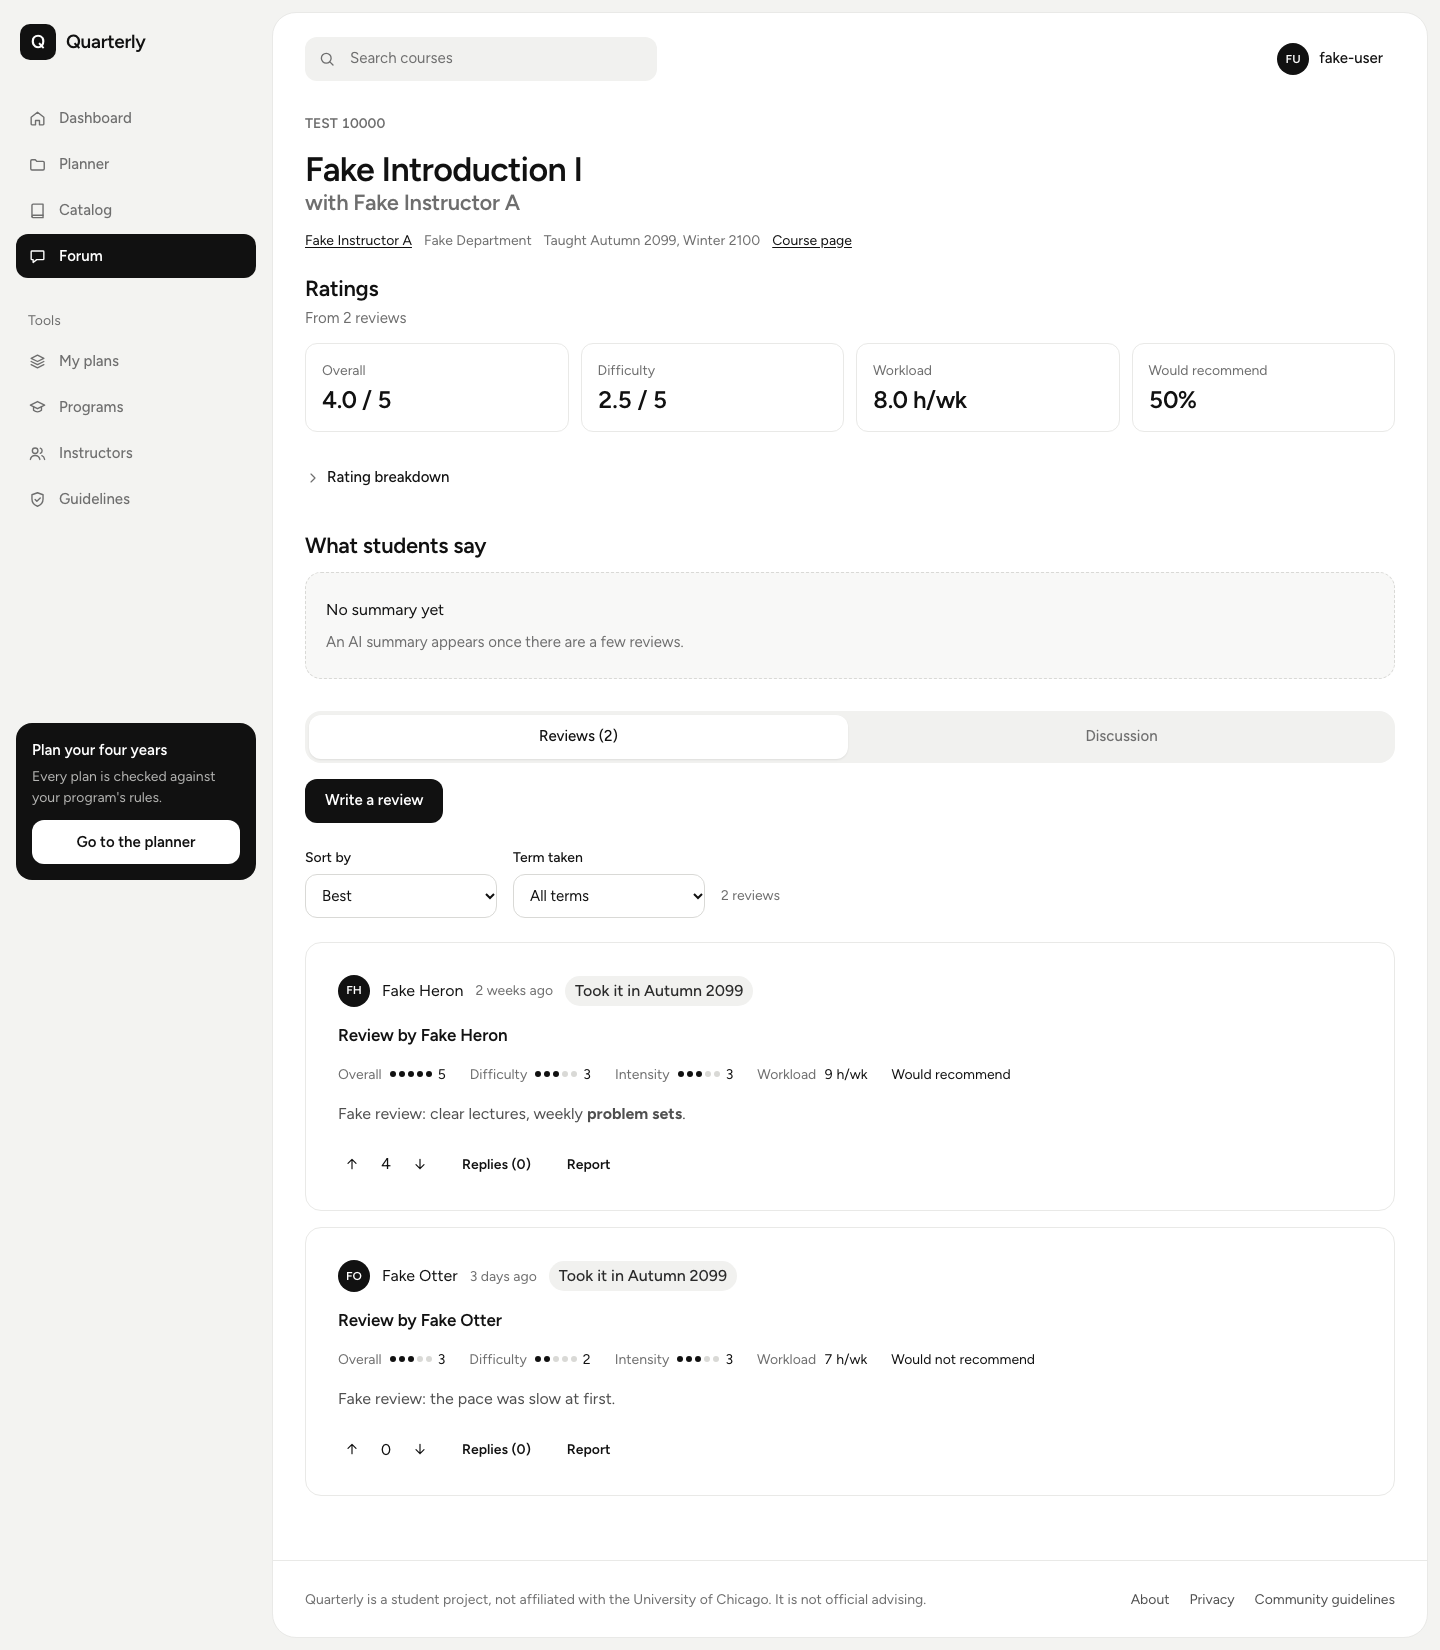 Q Quarterly
Dashboard
Planner
Catalog
Forum
Tools
My plans
Programs
Instructors
Guidelines
Plan your four years
Every plan is checked against
your program's rules.
Go to the planner
Search courses
FU fake-user
TEST 10000
Fake Introduction I
with Fake Instructor A
Fake Instructor A Fake Department Taught Autumn 2099, Winter 2100 Course page
Ratings
From 2 reviews
Overall
4.0 / 5
Difficulty
2.5 / 5
Workload
8.0 h/wk
Would recommend
50%
Rating breakdown
What students say
No summary yet
An AI summary appears once there are a few reviews.
Reviews (2) Discussion
Write a review
Sort by Term taken
Best All terms 2 reviews
FH Fake Heron 2 weeks ago Took it in Autumn 2099
Review by Fake Heron
Overall 5 Difficulty 3 Intensity 3 Workload 9 h/wk Would recommend
Fake review: clear lectures, weekly problem sets.
↑ 4 ↓ Replies (0) Report
FO Fake Otter 3 days ago Took it in Autumn 2099
Review by Fake Otter
Overall 3 Difficulty 2 Intensity 3 Workload 7 h/wk Would not recommend
Fake review: the pace was slow at first.
↑ 0 ↓ Replies (0) Report
Quarterly is a student project, not affiliated with the University of Chicago. It is not official advising.
About Privacy Community guidelines